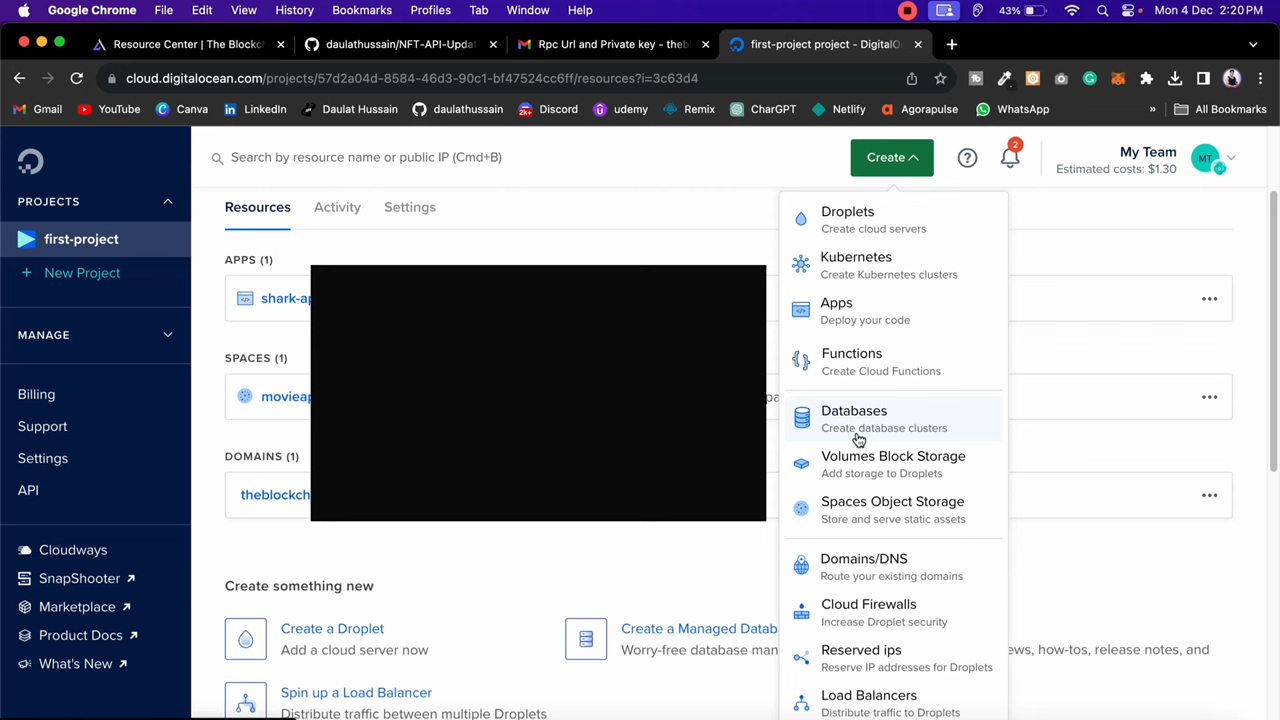 Google Chrome File Edit View History Bookmarks Profiles Tab Window Help 43% Mon 4 Dec 2:20 PM
Resource Center | The Blockch
daulathussain/NFT-API-Updat
Rpc Url and Private key - theb
first-project project - DigitalOc
cloud.digitalocean.com/projects/57d2a04d-8584-46d3-90c1-bf47524cc6ff/resources?i=3c63d4
Gmail YouTube Canva LinkedIn Daulat Hussain daulathussain Discord udemy Remix CharGPT Netlify Agorapulse WhatsApp » All Bookmarks
Search by resource name or public IP (Cmd+B)
Create
2
My Team
Estimated costs: $1.30
MT
PROJECTS
first-project
+ New Project
MANAGE
Billing
Support
Settings
API
Cloudways
SnapShooter
Marketplace
Product Docs
What's New
Resources Activity Settings
APPS (1)
shark-ap
SPACES (1)
movieap
DOMAINS (1)
theblockch
Create something new
Create a Droplet
Add a cloud server now
Create a Managed Datab
Worry-free database man
ews, how-tos, release notes, and
Spin up a Load Balancer
Distribute traffic between multiple Droplets
Droplets
Create cloud servers
Kubernetes
Create Kubernetes clusters
Apps
Deploy your code
Functions
Create Cloud Functions
Databases
Create database clusters
Volumes Block Storage
Add storage to Droplets
Spaces Object Storage
Store and serve static assets
Domains/DNS
Route your existing domains
Cloud Firewalls
Increase Droplet security
Reserved ips
Reserve IP addresses for Droplets
Load Balancers
Distribute traffic to Droplets